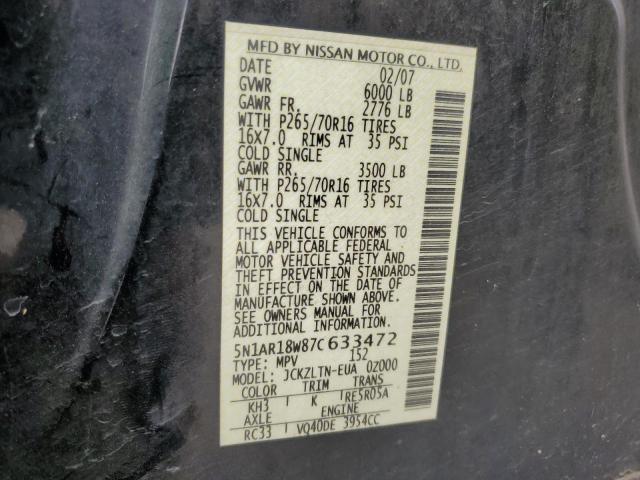 MFD BY NISSAN MOTOR CO., LTD.
DATE 02/07
GVWR 6000 LB
GAWR FR. 2776 LB
WITH P265/70R16 TIRES
16X7.0 RIMS AT 35 PSI
COLD SINGLE
GAWR RR. 3500 LB
WITH P265/70R16 TIRES
16X7.0 RIMS AT 35 PSI
COLD SINGLE
THIS VEHICLE CONFORMS TO
ALL APPLICABLE FEDERAL
MOTOR VEHICLE SAFETY AND
THEFT PREVENTION STANDARDS
IN EFFECT ON THE DATE OF
MANUFACTURE SHOWN ABOVE.
SEE OWNERS MANUAL FOR
ADDITIONAL INFORMATION.
5N1AR18W87C633472
TYPE: MPV 152
MODEL: JCKZLTN-EUA 0Z000
COLOR TRIM TRANS
KH3 K RE5R05A
AXLE ENGINE
RC33 VQ40DE 3954CC